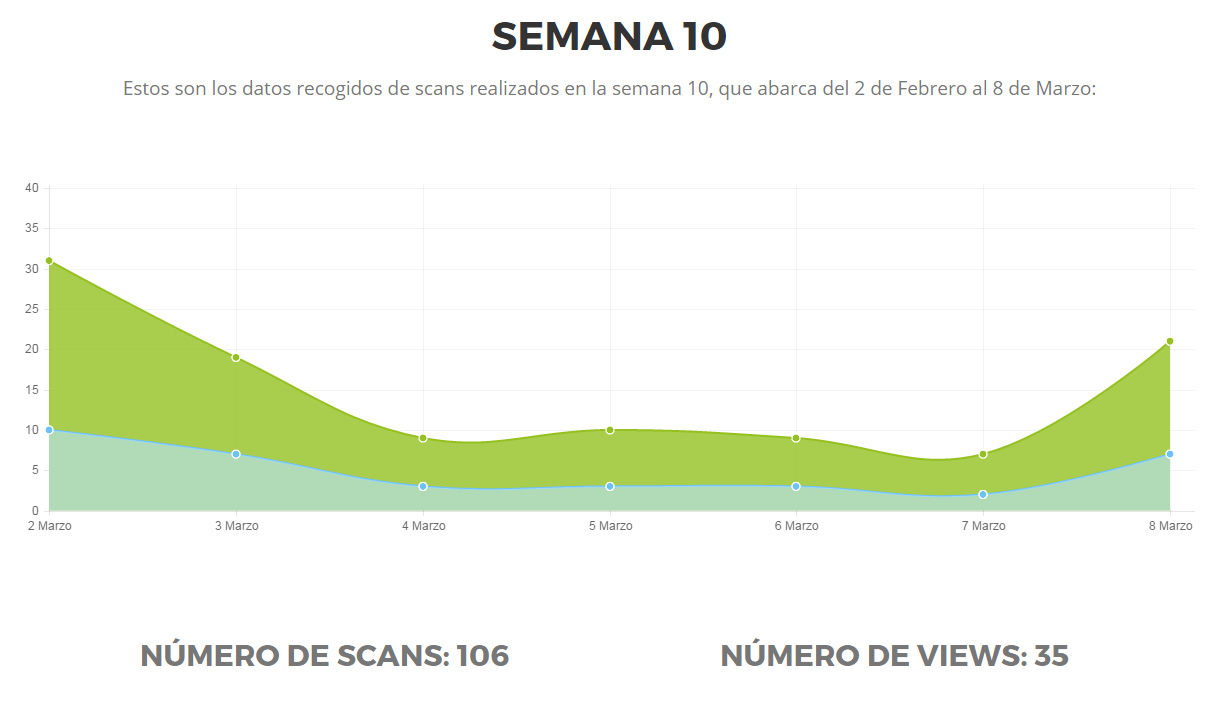 SEMANA 10
Estos son los datos recogidos de scans realizados en la semana 10, que abarca del 2 de Febrero al 8 de Marzo:
40
35
30
25
20
15
10
5
0
2 Marzo 3 Marzo 4 Marzo 5 Marzo 6 Marzo 7 Marzo 8 Marzo
NÚMERO DE SCANS: 106 NÚMERO DE VIEWS: 35